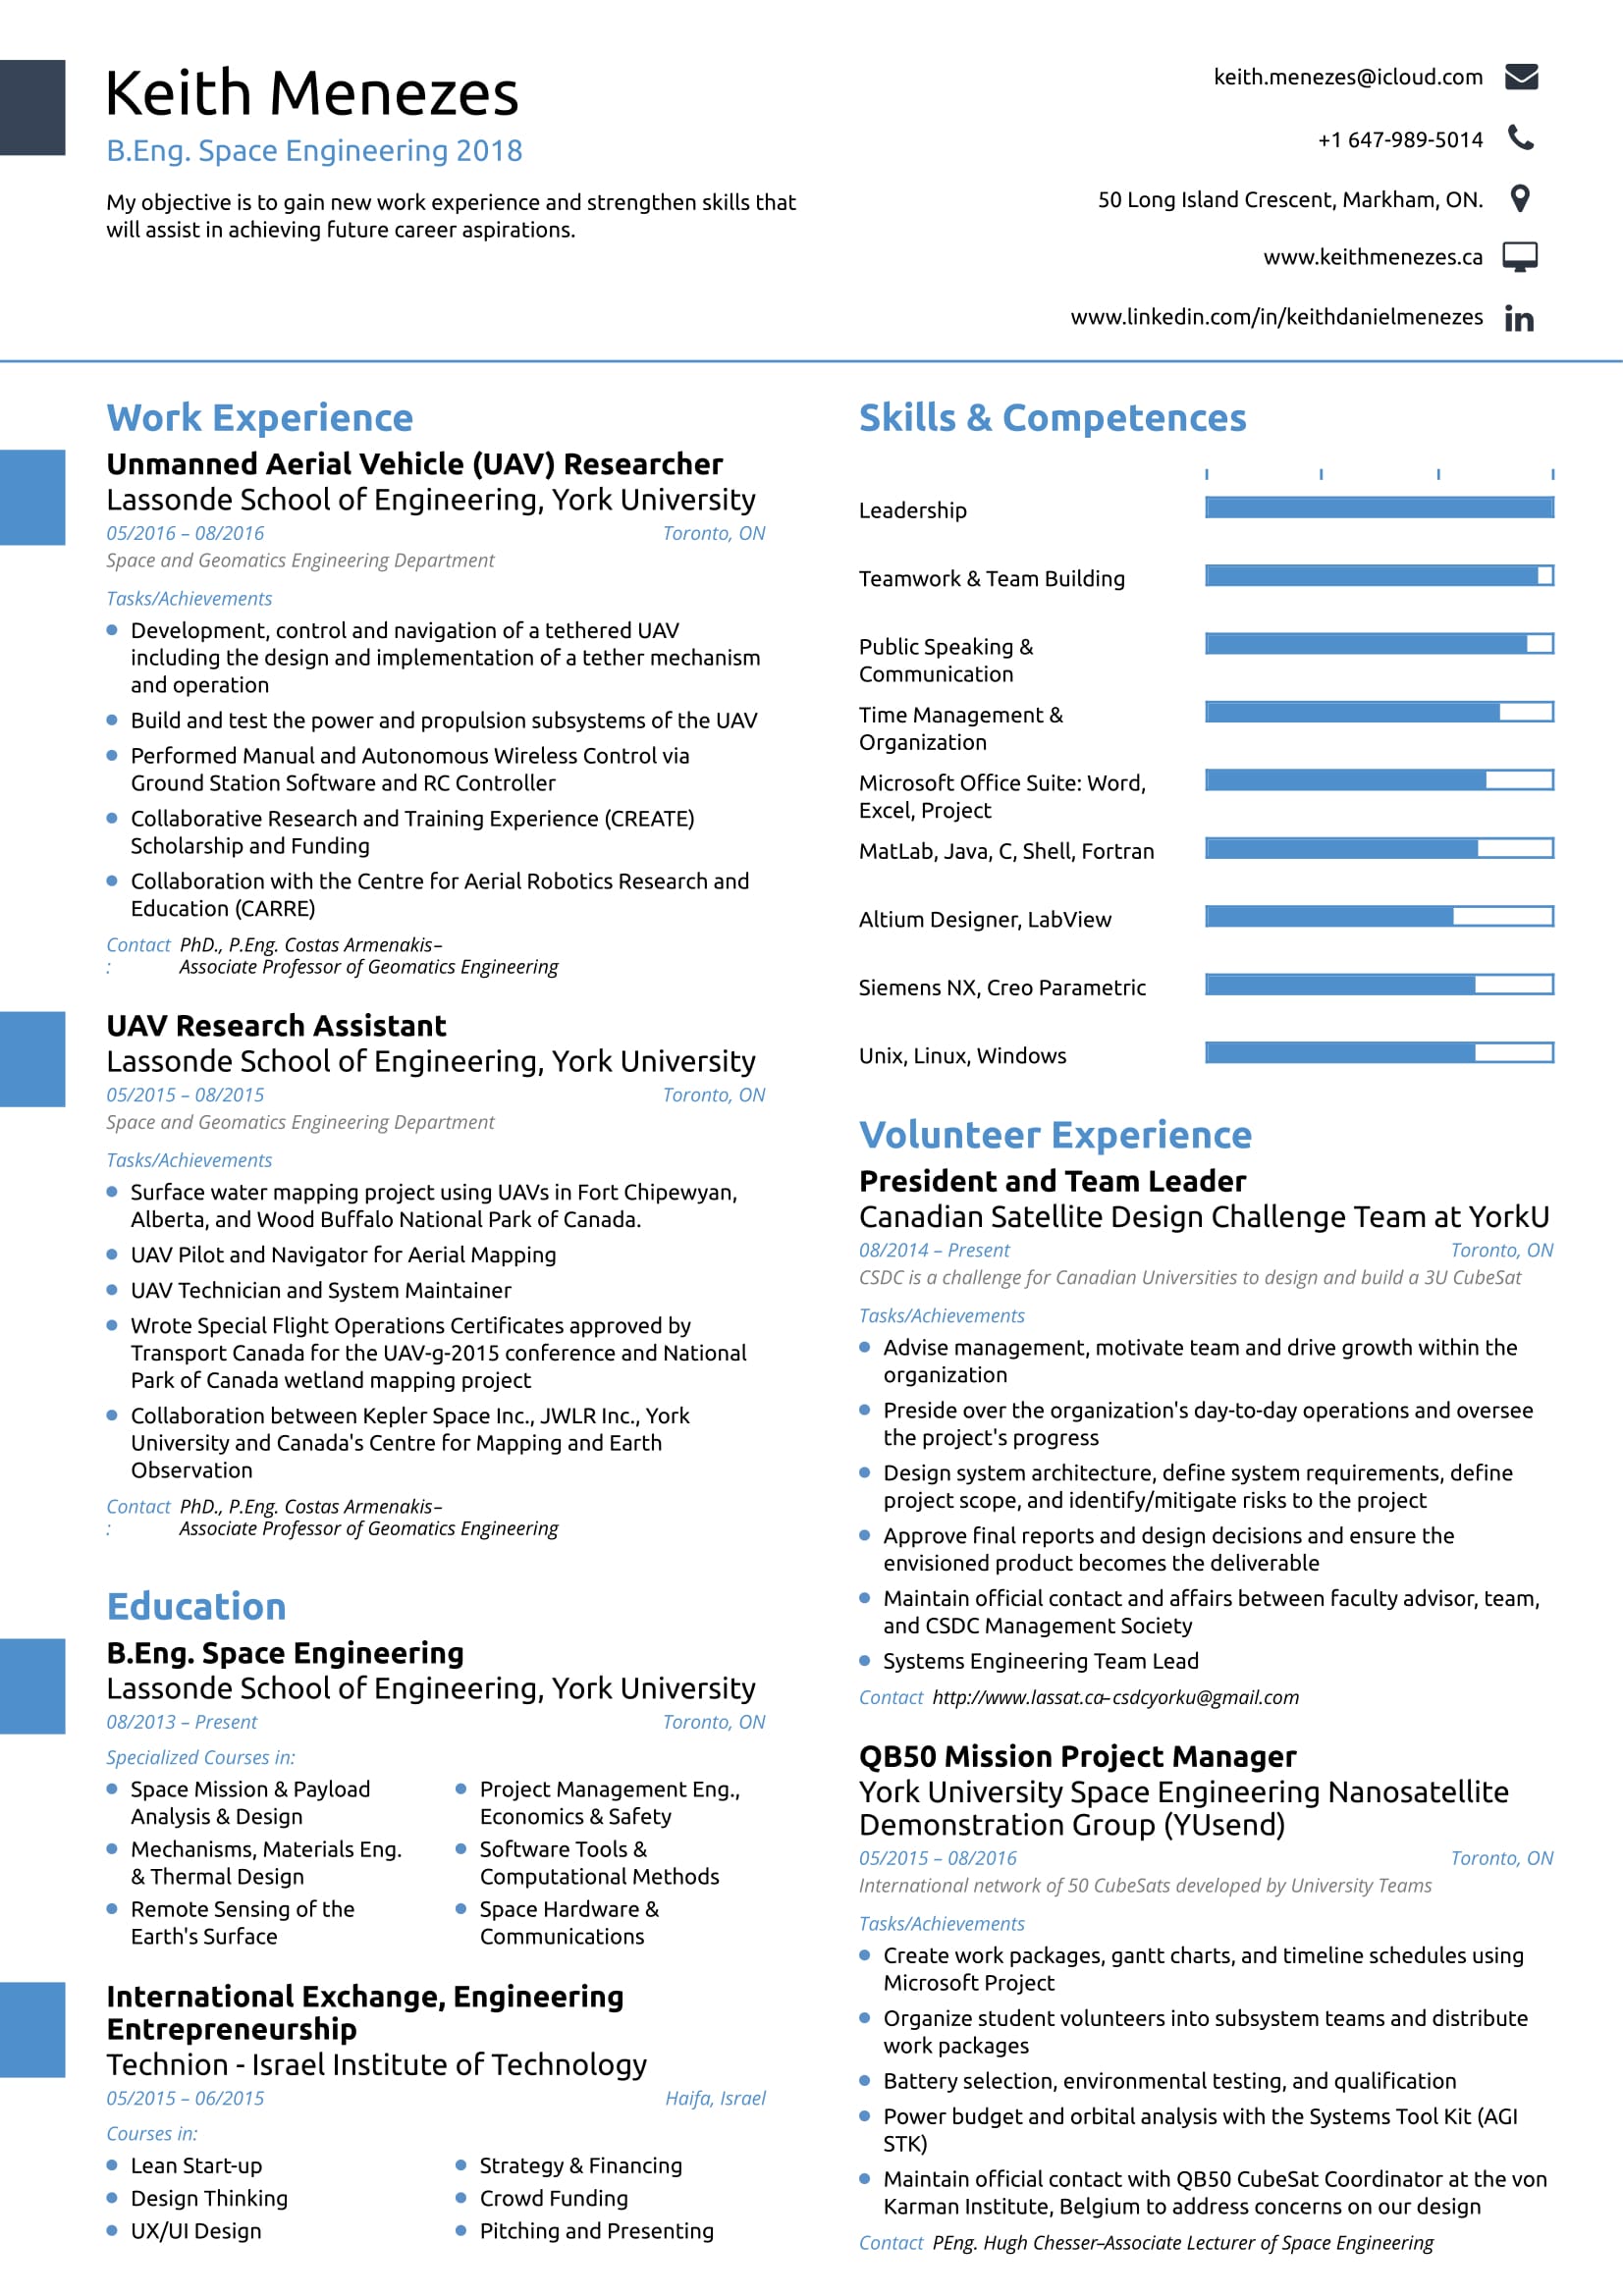 Keith Menezes
B.Eng. Space Engineering 2018
My objective is to gain new work experience and strengthen skills that
will assist in achieving future career aspirations.
keith.menezes@icloud.com
+1 647-989-5014
50 Long Island Crescent, Markham, ON.
www.keithmenezes.ca
www.linkedin.com/in/keithdanielmenezes
in
Work Experience
Unmanned Aerial Vehicle (UAV) Researcher
Lassonde School of Engineering, York University
05/2016 – 08/2016 Toronto, ON
Space and Geomatics Engineering Department
Tasks/Achievements
Development, control and navigation of a tethered UAV
including the design and implementation of a tether mechanism
and operation
Build and test the power and propulsion subsystems of the UAV
Performed Manual and Autonomous Wireless Control via
Ground Station Software and RC Controller
Collaborative Research and Training Experience (CREATE)
Scholarship and Funding
Collaboration with the Centre for Aerial Robotics Research and
Education (CARRE)
Contact PhD., P.Eng. Costas Armenakis–
: Associate Professor of Geomatics Engineering
UAV Research Assistant
Lassonde School of Engineering, York University
05/2015 – 08/2015 Toronto, ON
Space and Geomatics Engineering Department
Tasks/Achievements
Surface water mapping project using UAVs in Fort Chipewyan,
Alberta, and Wood Buffalo National Park of Canada.
UAV Pilot and Navigator for Aerial Mapping
UAV Technician and System Maintainer
Wrote Special Flight Operations Certificates approved by
Transport Canada for the UAV-g-2015 conference and National
Park of Canada wetland mapping project
Collaboration between Kepler Space Inc., JWLR Inc., York
University and Canada's Centre for Mapping and Earth
Observation
Contact PhD., P.Eng. Costas Armenakis–
: Associate Professor of Geomatics Engineering
Education
B.Eng. Space Engineering
Lassonde School of Engineering, York University
08/2013 – Present Toronto, ON
Specialized Courses in:
Space Mission & Payload
Analysis & Design
Mechanisms, Materials Eng.
& Thermal Design
Remote Sensing of the
Earth's Surface
Project Management Eng.,
Economics & Safety
Software Tools &
Computational Methods
Space Hardware &
Communications
International Exchange, Engineering
Entrepreneurship
Technion - Israel Institute of Technology
05/2015 – 06/2015 Haifa, Israel
Courses in:
Lean Start-up
Design Thinking
UX/UI Design
Strategy & Financing
Crowd Funding
Pitching and Presenting
Skills & Competences
Leadership
Teamwork & Team Building
Public Speaking &
Communication
Time Management &
Organization
Microsoft Office Suite: Word,
Excel, Project
MatLab, Java, C, Shell, Fortran
Altium Designer, LabView
Siemens NX, Creo Parametric
Unix, Linux, Windows
Volunteer Experience
President and Team Leader
Canadian Satellite Design Challenge Team at YorkU
08/2014 – Present Toronto, ON
CSDC is a challenge for Canadian Universities to design and build a 3U CubeSat
Tasks/Achievements
Advise management, motivate team and drive growth within the
organization
Preside over the organization's day-to-day operations and oversee
the project's progress
Design system architecture, define system requirements, define
project scope, and identify/mitigate risks to the project
Approve final reports and design decisions and ensure the
envisioned product becomes the deliverable
Maintain official contact and affairs between faculty advisor, team,
and CSDC Management Society
Systems Engineering Team Lead
Contact http://www.lassat.ca–csdcyorku@gmail.com
QB50 Mission Project Manager
York University Space Engineering Nanosatellite
Demonstration Group (YUsend)
05/2015 – 08/2016 Toronto, ON
International network of 50 CubeSats developed by University Teams
Tasks/Achievements
Create work packages, gantt charts, and timeline schedules using
Microsoft Project
Organize student volunteers into subsystem teams and distribute
work packages
Battery selection, environmental testing, and qualification
Power budget and orbital analysis with the Systems Tool Kit (AGI
STK)
Maintain official contact with QB50 CubeSat Coordinator at the von
Karman Institute, Belgium to address concerns on our design
Contact PEng. Hugh Chesser–Associate Lecturer of Space Engineering